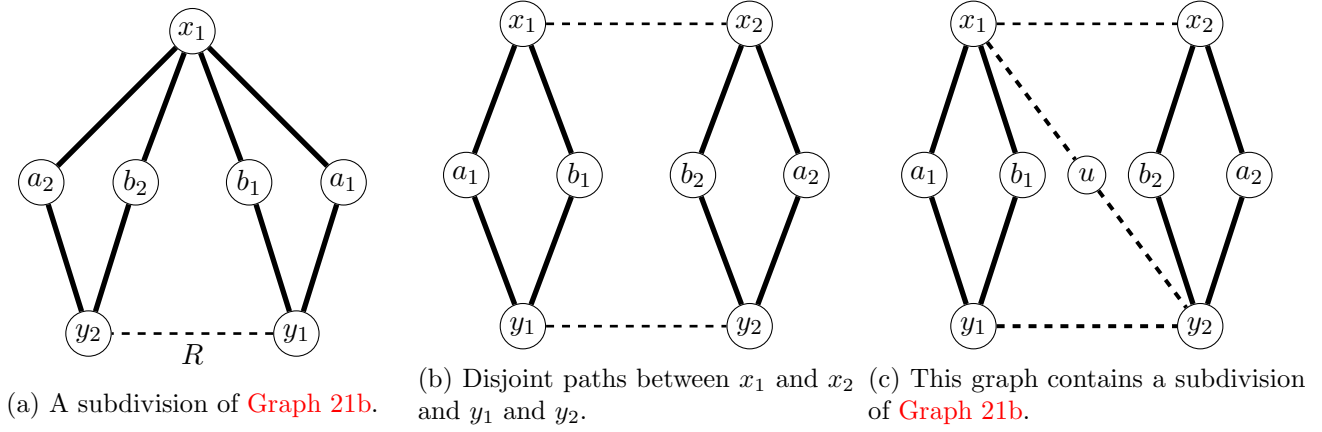 x₁
a₂ b₂ b₁ a₁
y₂ y₁
R
(a) A subdivision of Graph 21b.
x₁ x₂
a₁ b₁ b₂ a₂
y₁ y₂
(b) Disjoint paths between x₁ and x₂
and y₁ and y₂.
x₁ x₂
a₁ b₁ u b₂ a₂
y₁ y₂
(c) This graph contains a subdivision
of Graph 21b.